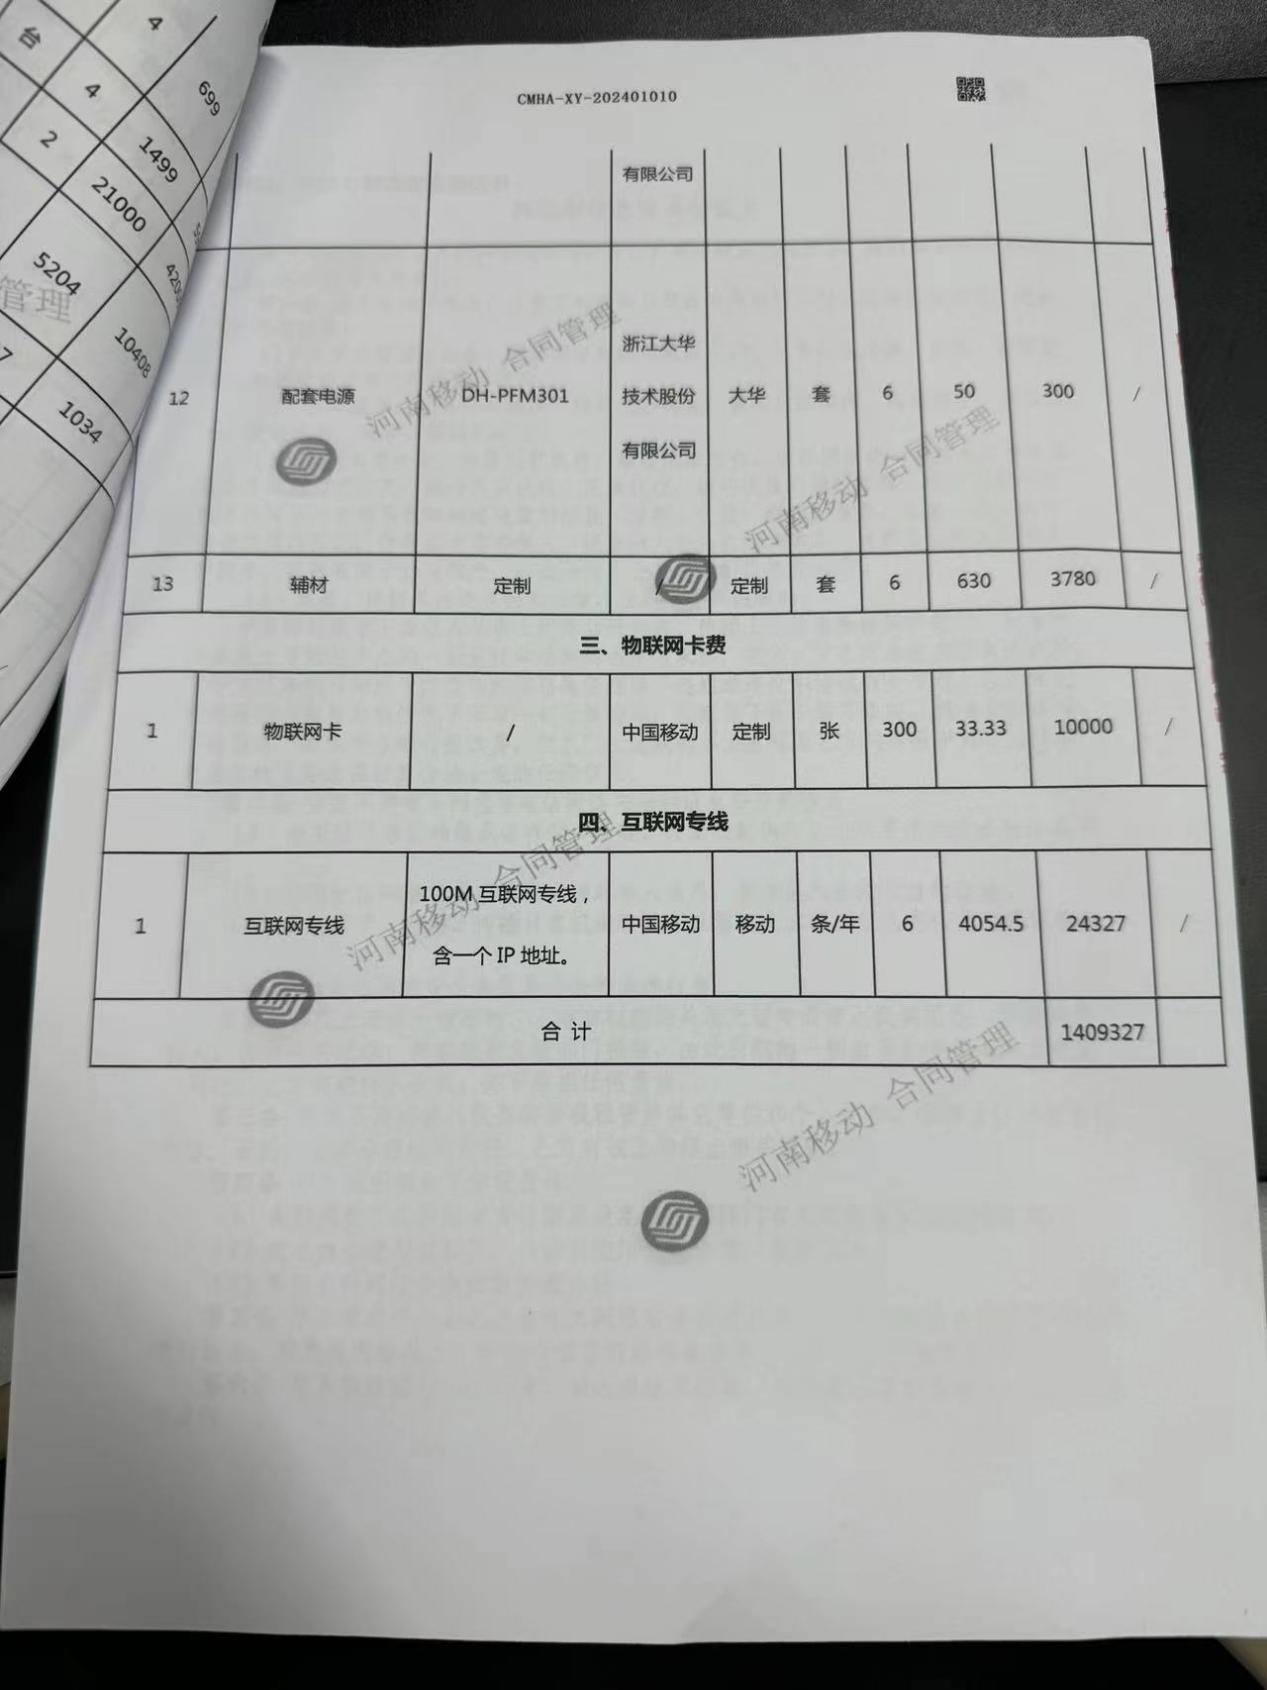 CMHA-XY-202401010
台 4
4 699
2 1499
21000
5204
10408
1034
有限公司
12 配套电源 DH-PFM301 浙江大华 技术股份 有限公司 大华 套 6 50 300 /
13 辅材 定制 / 定制 套 6 630 3780 /
三、物联网卡费
1 物联网卡 / 中国移动 定制 张 300 33.33 10000 /
四、互联网专线
1 互联网专线 100M 互联网专线， 含一个 IP 地址。 中国移动 移动 条/年 6 4054.5 24327 /
合 计 1409327
管理
河南移动 合同管理
河南移动 合同管理
河南移动 合同管理
河南移动 合同管理